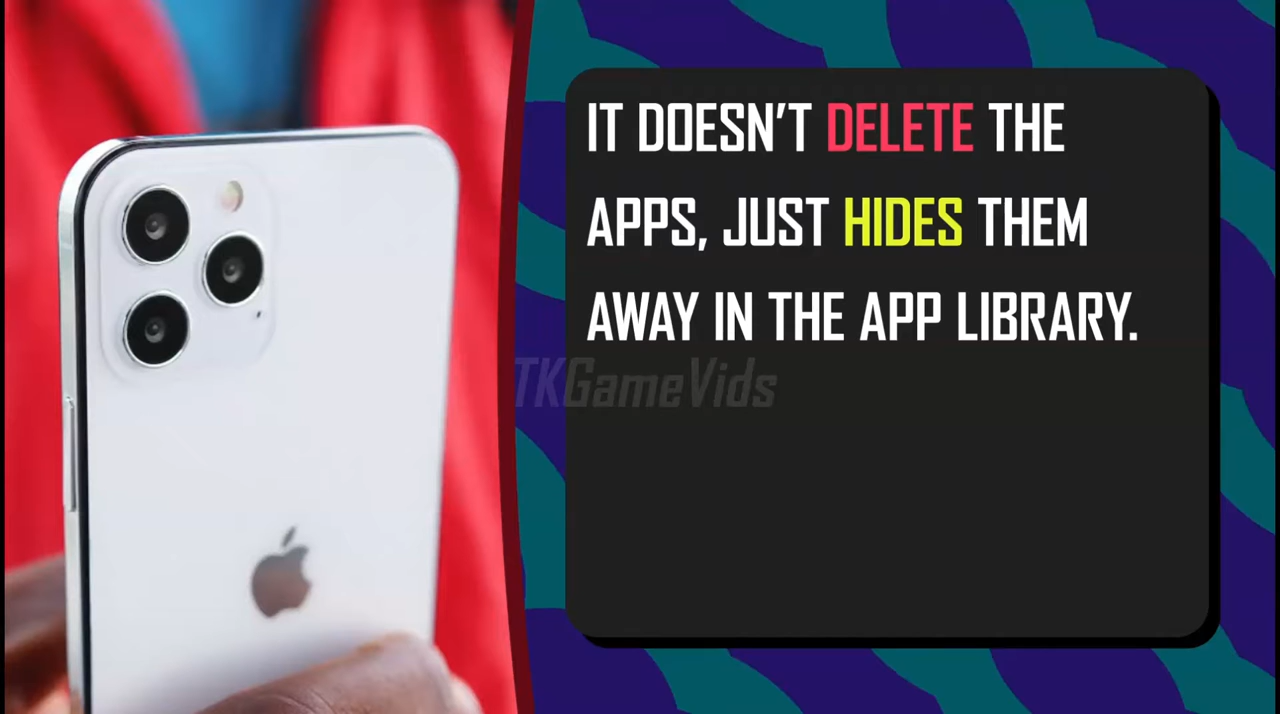 IT DOESN'T DELETE THE
APPS, JUST HIDES THEM
AWAY IN THE APP LIBRARY.
TKGameVids